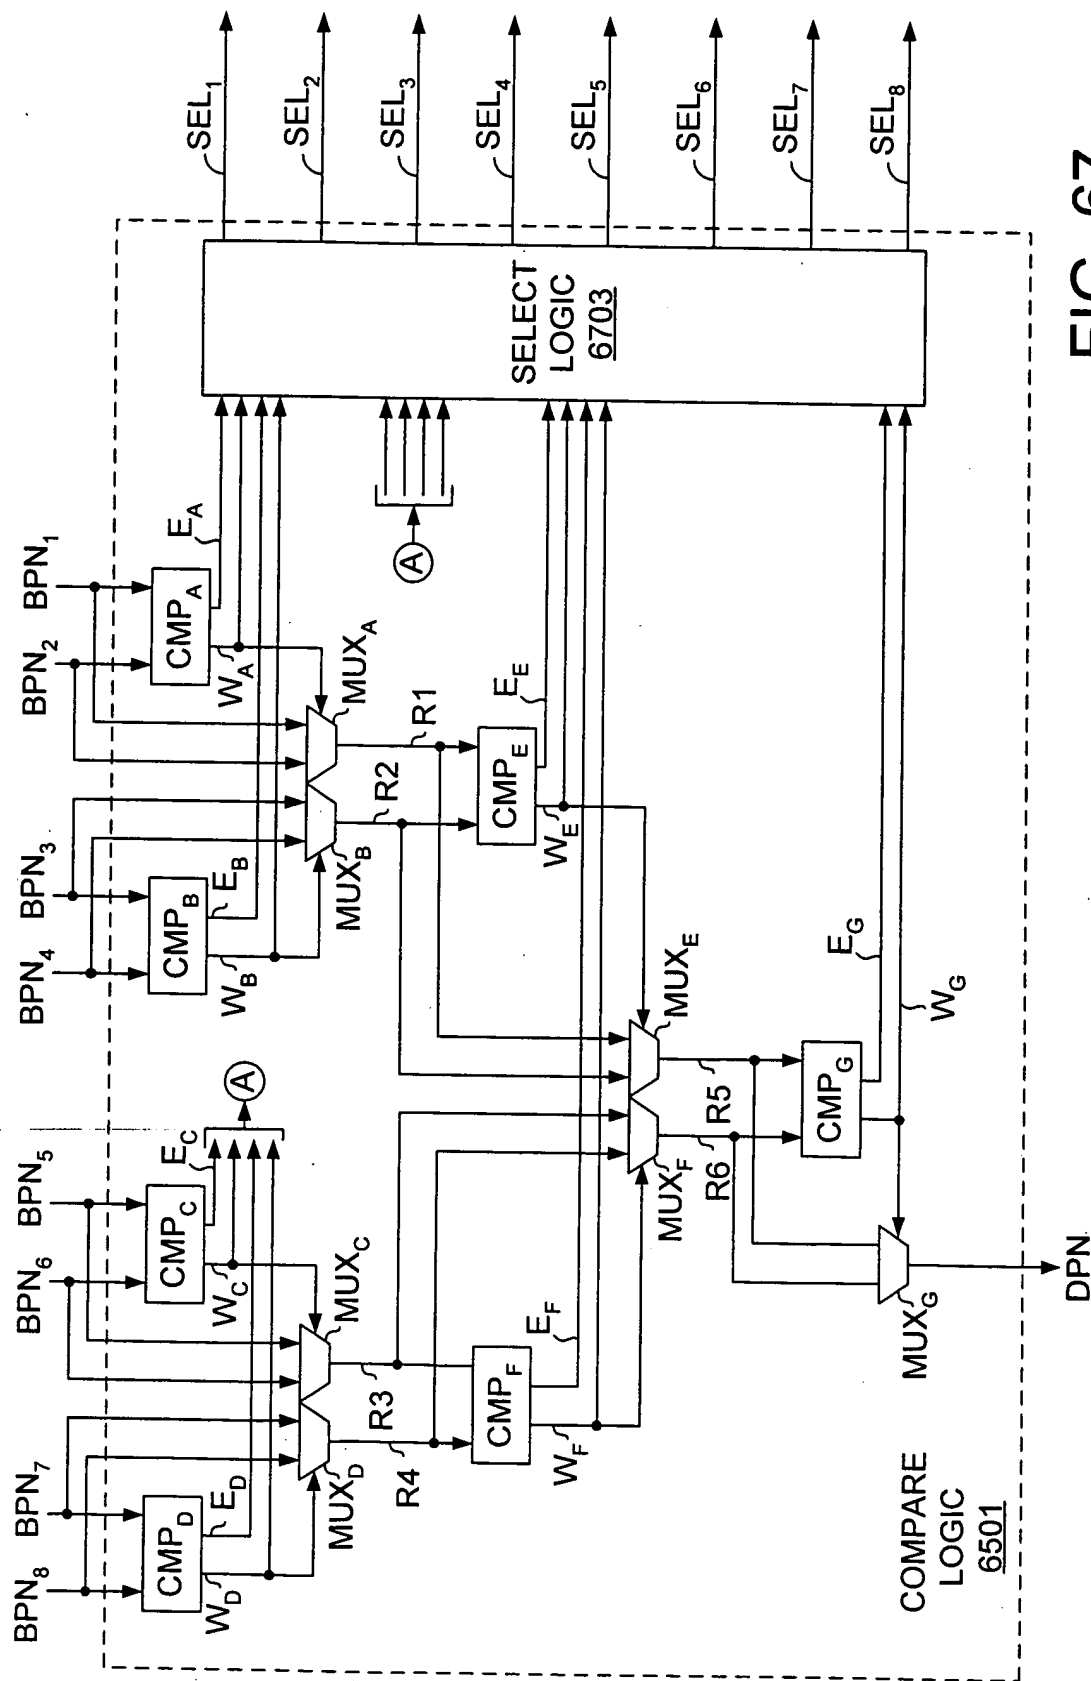 BPN8
BPN7
BPN6
BPN5
BPN4
BPN3
BPN2
BPN1
CMPD
ED
WD
CMPC
EC
WC
A
CMPB
EB
WB
CMPA
EA
WA
MUXD
MUXC
MUXB
MUXA
R4
R3
R2
R1
A
CMPF
EF
WF
CMPE
EE
WE
MUXF
MUXE
R6
R5
CMPG
EG
WG
MUXG
DPN
COMPARE
LOGIC
6501
SELECT
LOGIC
6703
SEL1
SEL2
SEL3
SEL4
SEL5
SEL6
SEL7
SEL8
FIG. 67